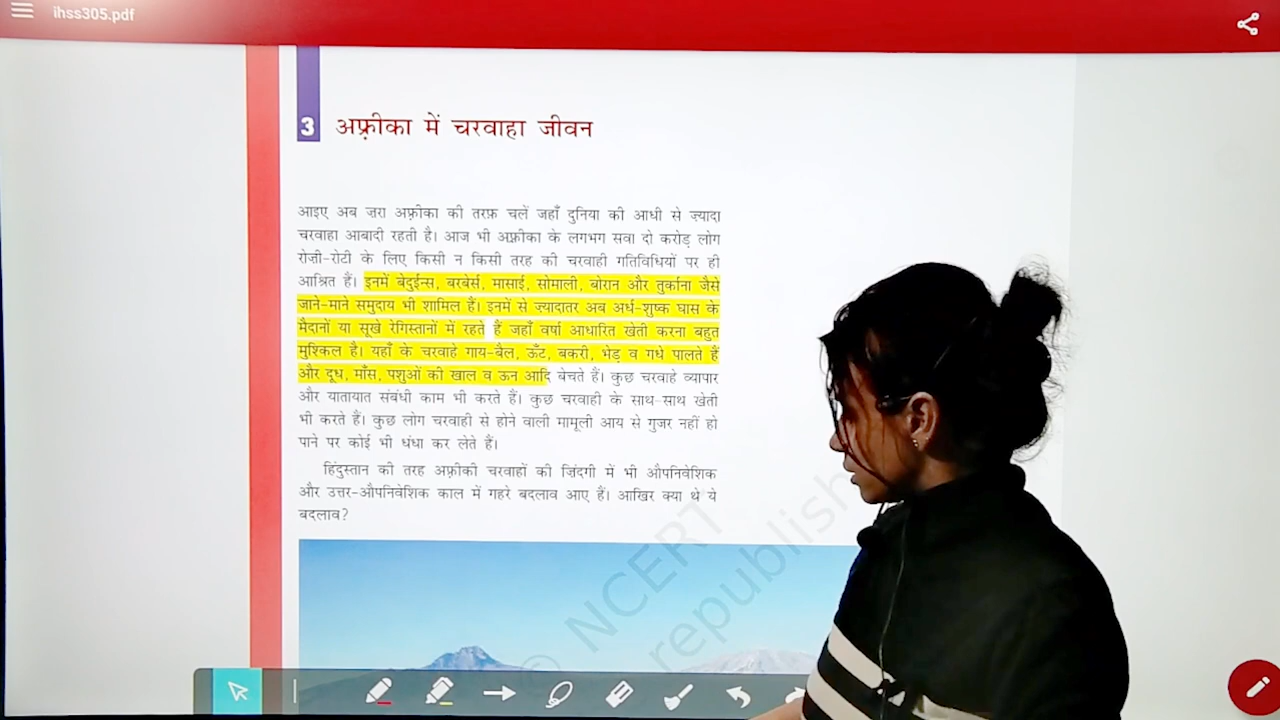 ihss305.pdf
3 अफ़्रीका में चरवाहा जीवन
आइए अब ज़रा अफ़्रीका की तरफ़ चलें जहाँ दुनिया की आधी से ज़्यादा
चरवाहा आबादी रहती है। आज भी अफ़्रीका के लगभग सवा दो करोड़ लोग
रोज़ी-रोटी के लिए किसी न किसी तरह की चरवाही गतिविधियों पर ही
आश्रित हैं। इनमें बेदुईन्स, बरबेर्स, मासाई, सोमाली, बोरान और तुर्काना जैसे
जाने-माने समुदाय भी शामिल हैं। इनमें से ज़्यादातर अब अर्ध-शुष्क घास के
मैदानों या सूखे रेगिस्तानों में रहते हैं जहाँ वर्षा आधारित खेती करना बहुत
मुश्किल है। यहाँ के चरवाहे गाय-बैल, ऊँट, बकरी, भेड़ व गधे पालते हैं
और दूध, माँस, पशुओं की खाल व ऊन आदि बेचते हैं। कुछ चरवाहे व्यापार
और यातायात संबंधी काम भी करते हैं। कुछ चरवाही के साथ-साथ खेती
भी करते हैं। कुछ लोग चरवाही से होने वाली मामूली आय से गुजर नहीं हो
पाने पर कोई भी धंधा कर लेते हैं।
हिंदुस्तान की तरह अफ़्रीकी चरवाहों की ज़िंदगी में भी औपनिवेशिक
और उत्तर-औपनिवेशिक काल में गहरे बदलाव आए हैं। आखिर क्या थे ये
बदलाव?
© NCERT
republish